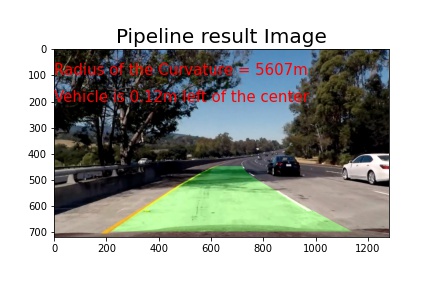 Pipeline result Image
Radius of the Curvature = 5607m
Vehicle is 0.12m left of the center
0
100
200
300
400
500
600
700
0 200 400 600 800 1000 1200